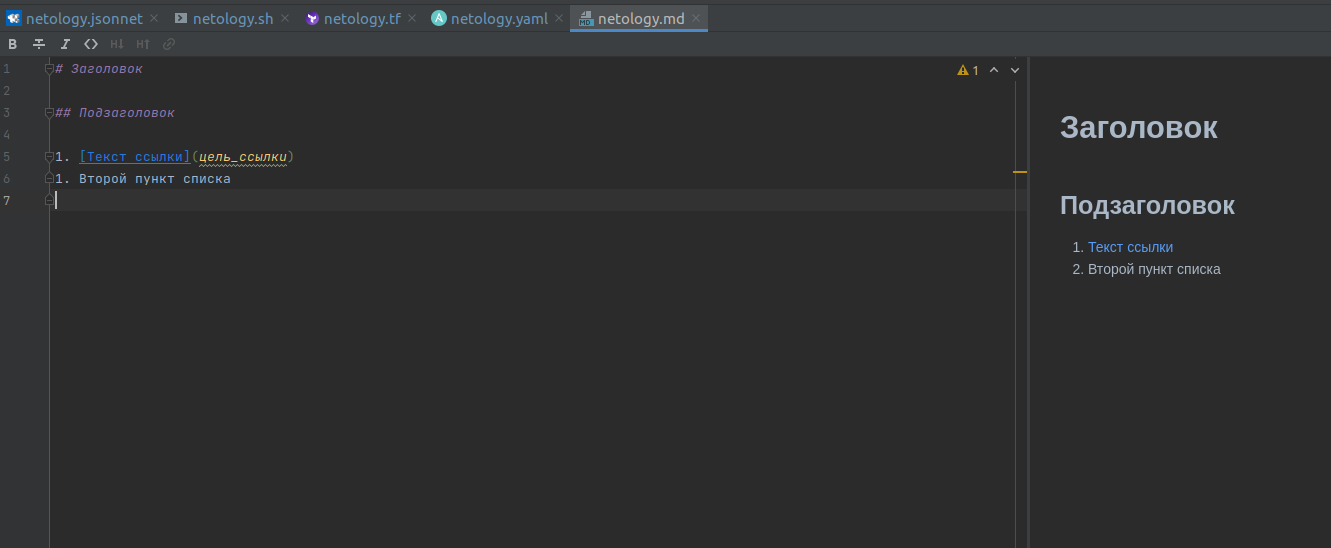 netology.jsonnet netology.sh netology.tf netology.yaml netology.md
B I <> H↓ H↑
1 # Заголовок
2
3 ## Подзаголовок
4
5 1. [Текст ссылки](цель_ссылки)
6 1. Второй пункт списка
7
1
Заголовок
Подзаголовок
1. Текст ссылки
2. Второй пункт списка